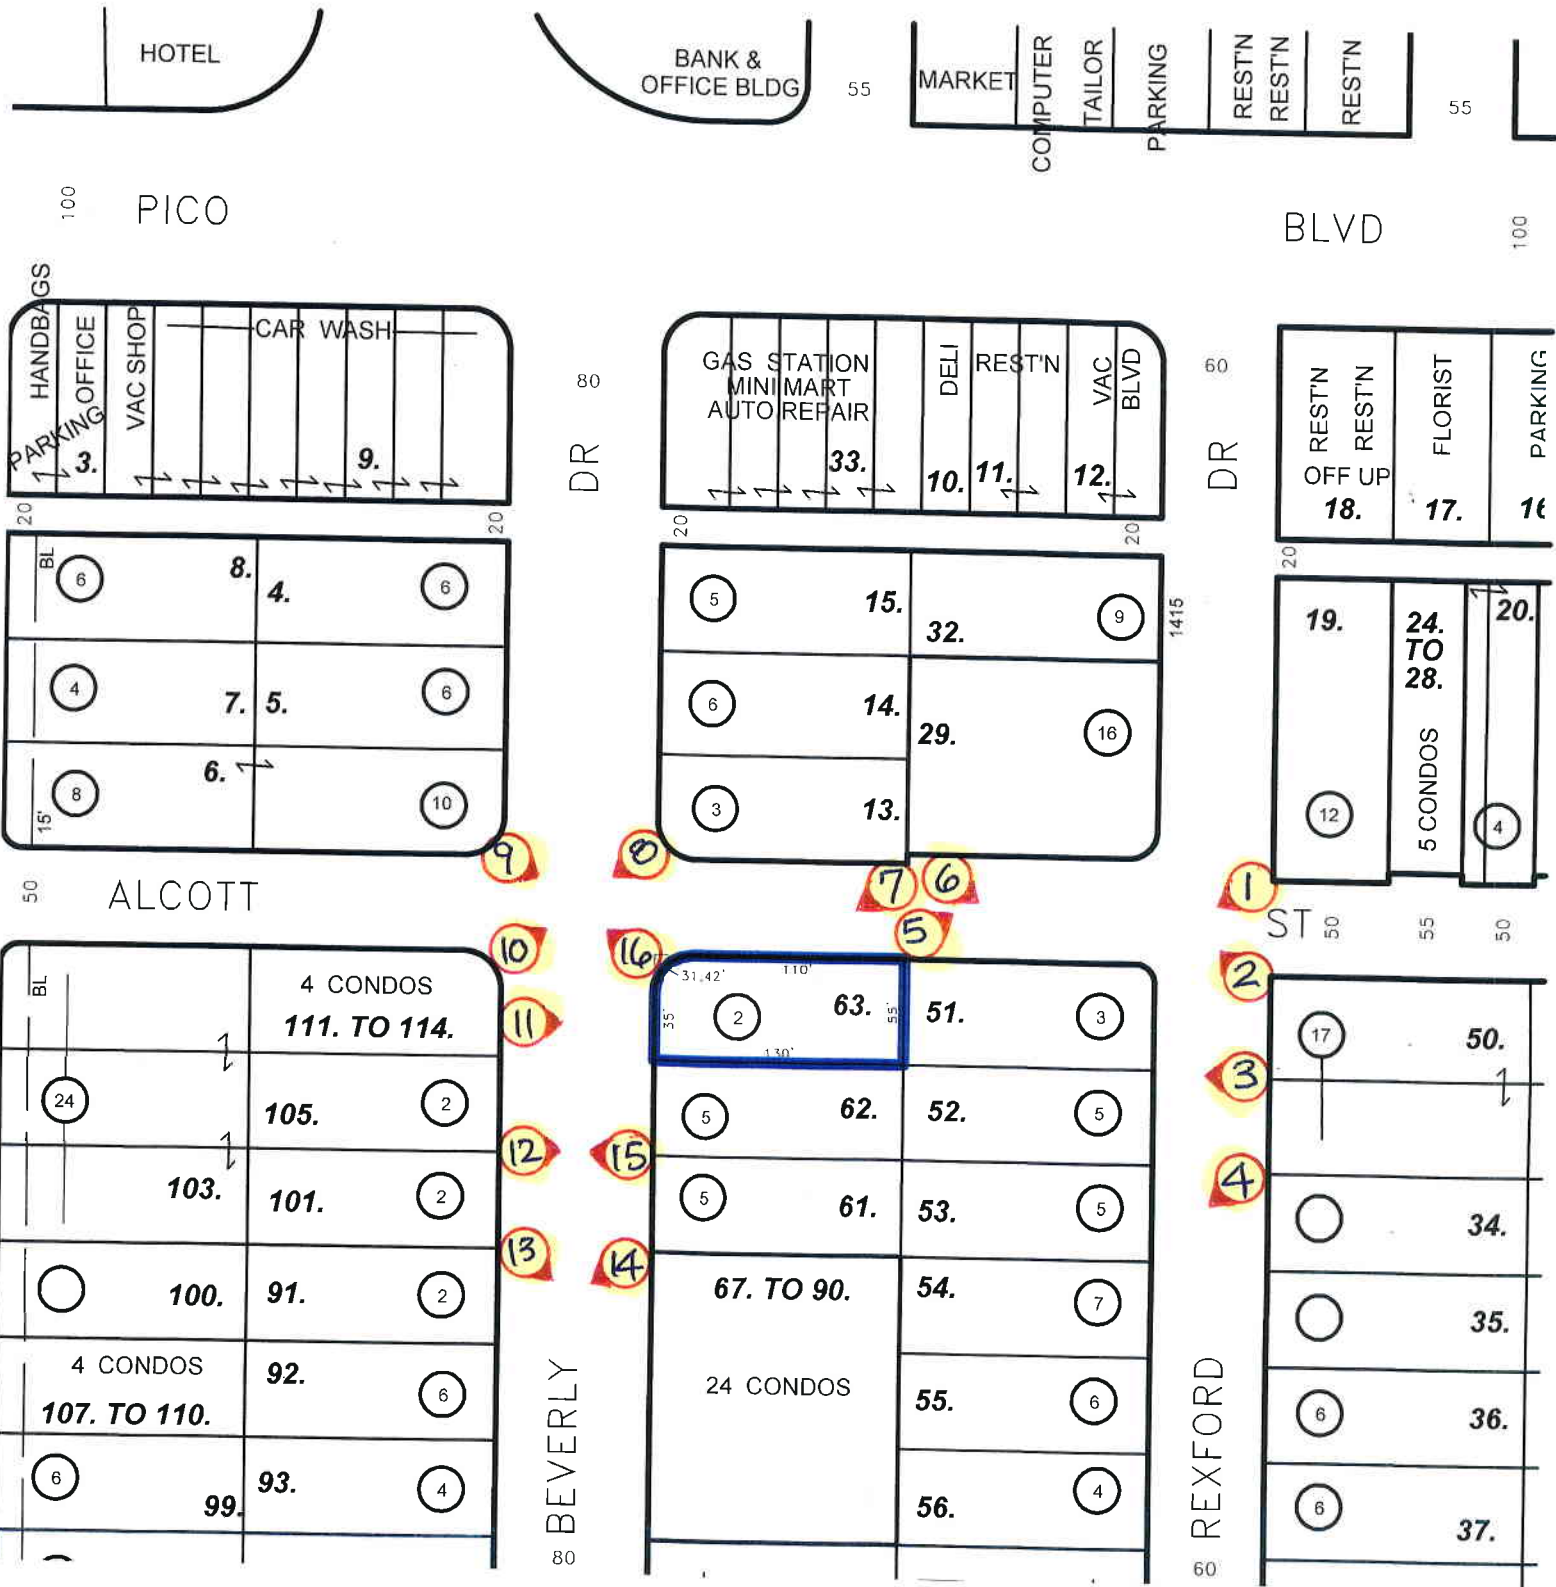 HOTEL
BANK &
OFFICE BLDG
55
MARKET
COMPUTER
TAILOR
PARKING
REST'N
REST'N
REST'N
55
100
PICO
BLVD
100
HANDBAGS
PARKING
OFFICE
3.
VAC SHOP
CAR WASH
9.
80
DR
GAS STATION
MINI MART
AUTO REPAIR
33.
DELI
10.
REST'N
11.
VAC
BLVD
12.
60
DR
REST'N
REST'N
OFF UP
18.
FLORIST
17.
PARKING
20
20
20
20
20
BL
6
8.
4.
6
4
7.
5.
6
15'
8
6.
10
5
15.
32.
9
1415
6
14.
29.
16
3
13.
19.
12
24.
TO
28.
5 CONDOS
20.
4
9
8
7
6
5
1
50
ALCOTT
ST
50
55
50
10
16
2
BL
4 CONDOS
111. TO 114.
11
31.42'
110'
35'
2
63.
55'
130'
51.
3
17
50.
3
24
105.
2
5
62.
52.
5
12
15
4
103.
101.
2
5
61.
53.
5
34.
13
14
100.
91.
2
67. TO 90.
54.
7
35.
4 CONDOS
107. TO 110.
92.
6
24 CONDOS
55.
6
6
36.
BEVERLY
REXFORD
6
99.
93.
4
56.
4
6
37.
80
60